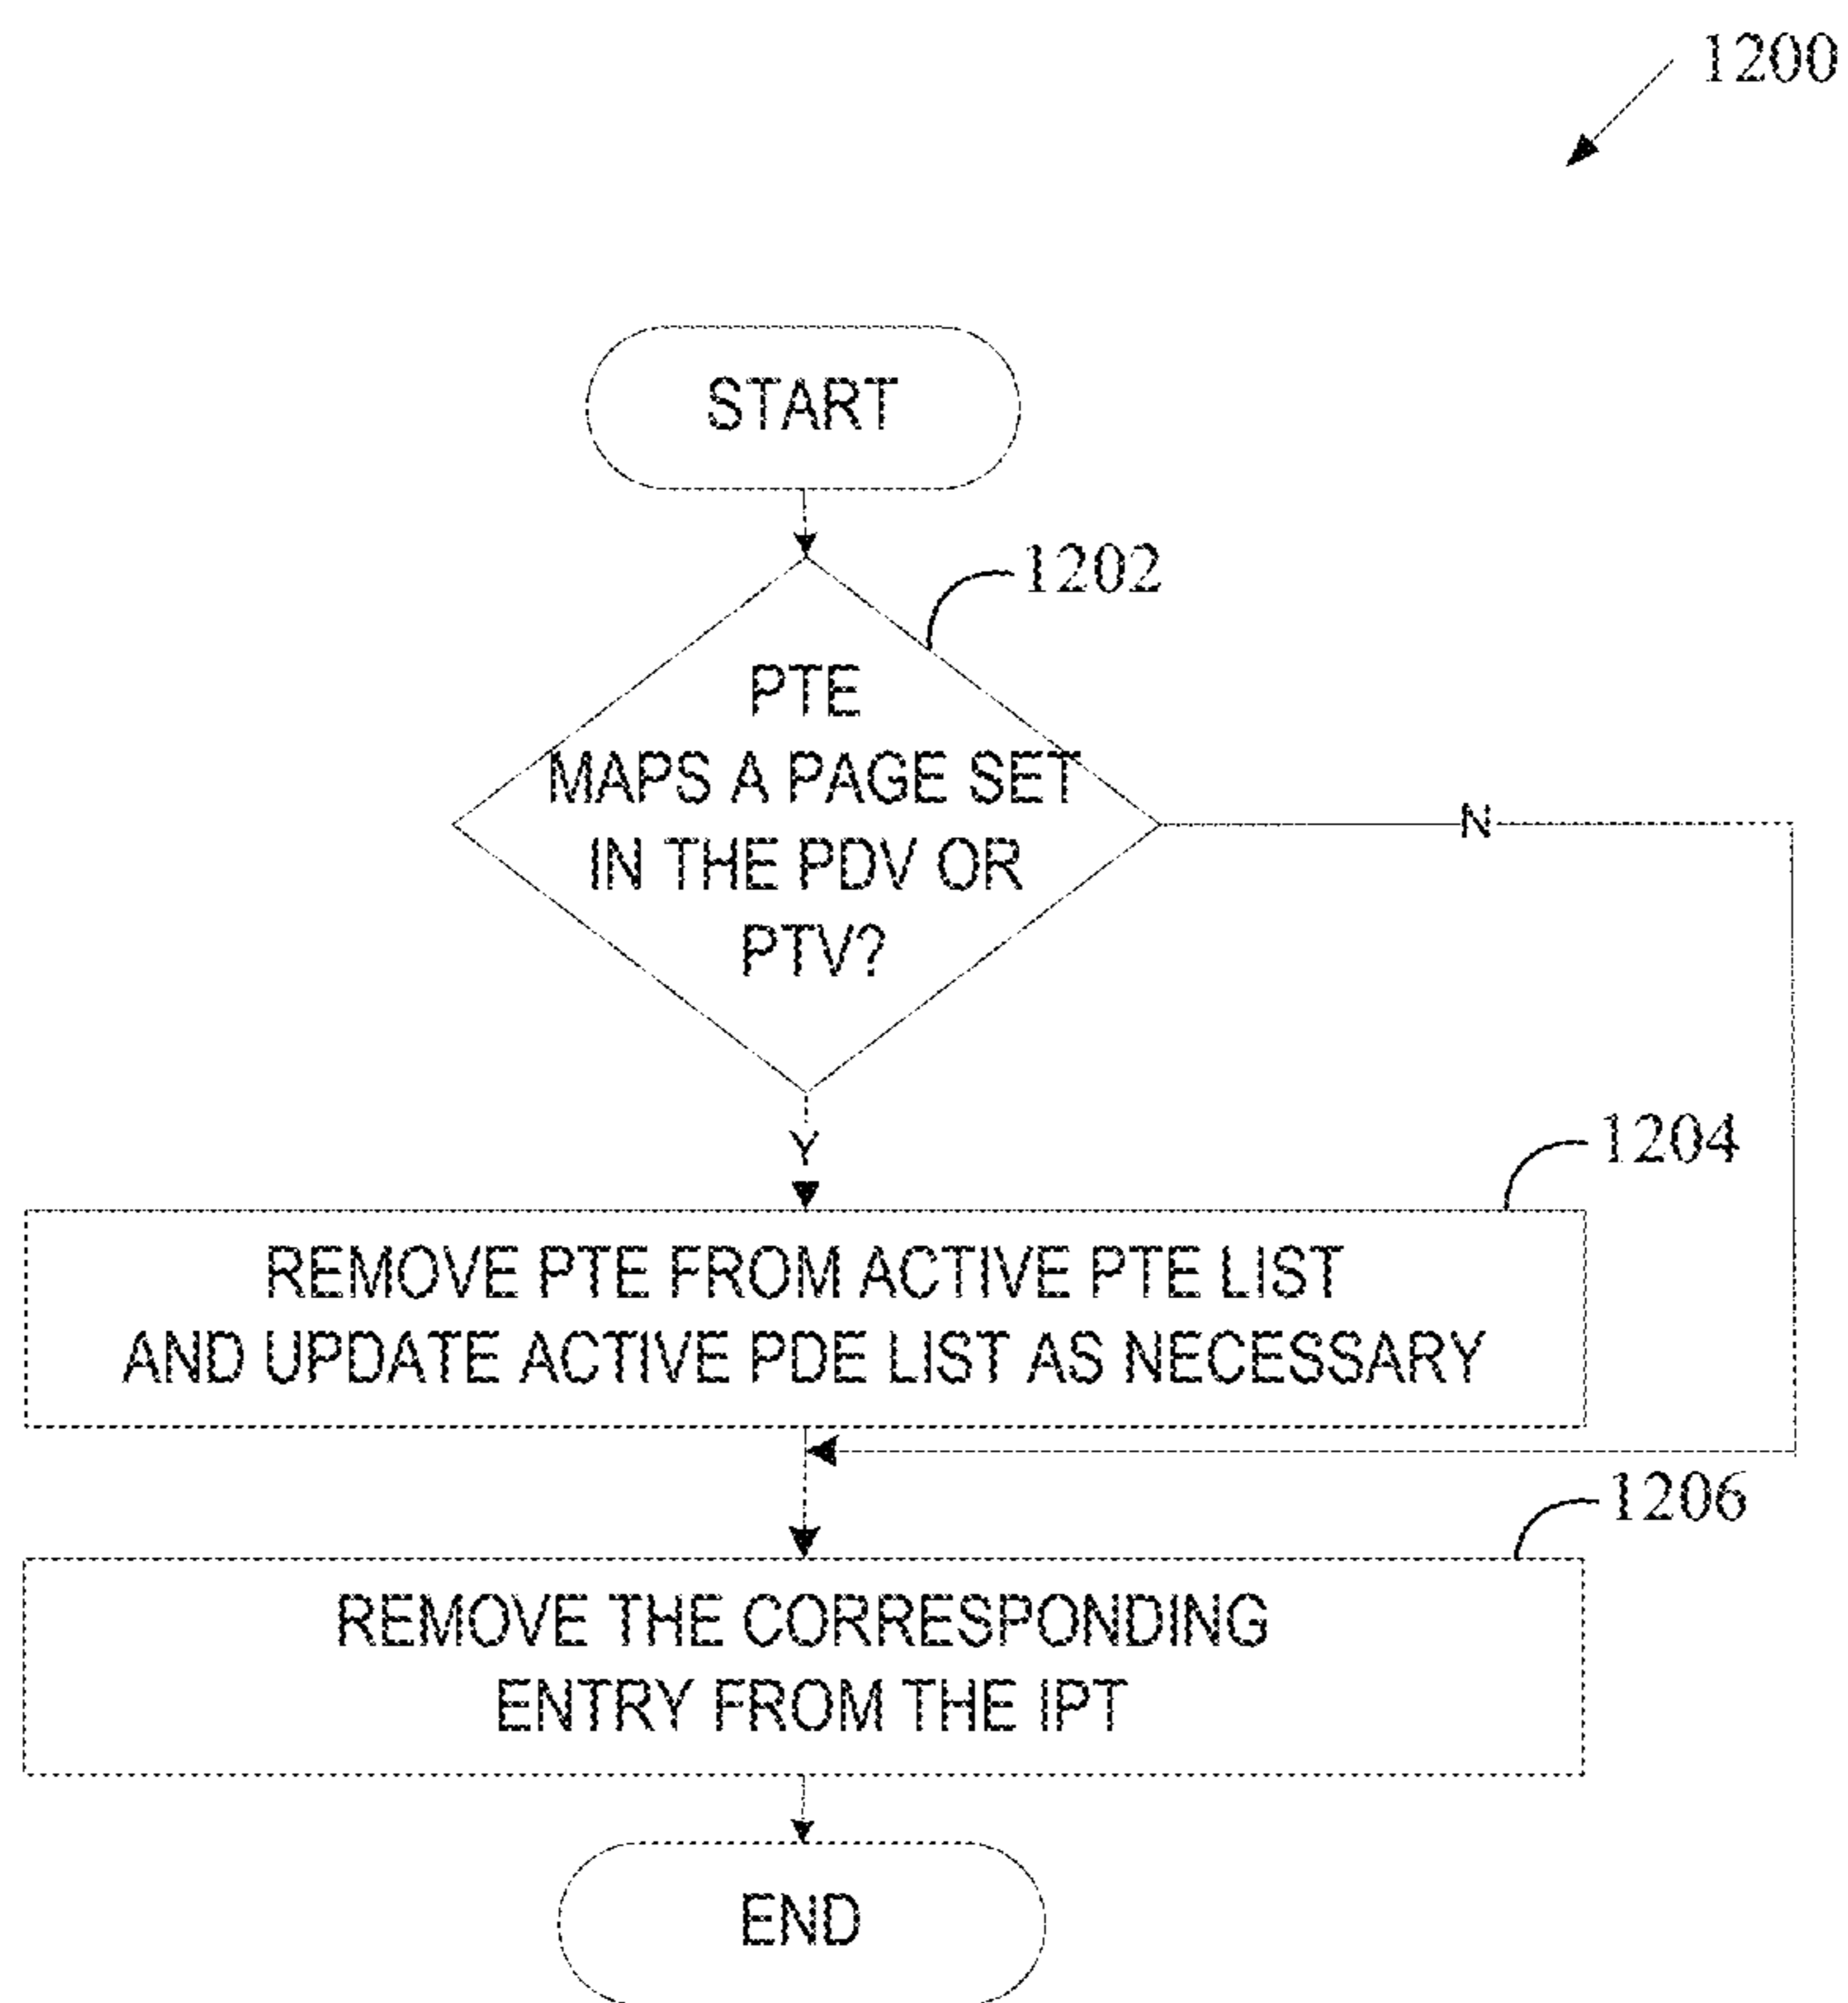 1200
START
1202
PTE
MAPS A PAGE SET
IN THE PDV OR
PTV?
N
Y
1204
REMOVE PTE FROM ACTIVE PTE LIST
AND UPDATE ACTIVE PDE LIST AS NECESSARY
1206
REMOVE THE CORRESPONDING
ENTRY FROM THE IPT
END